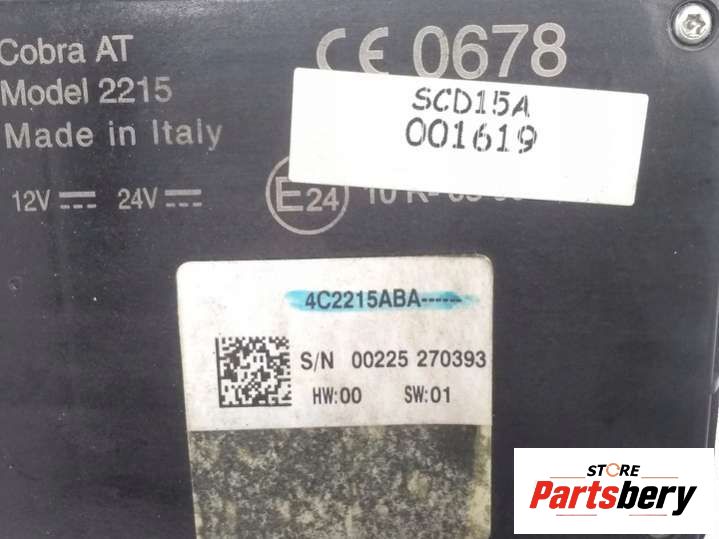 Cobra AT
Model 2215
Made in Italy
CE 0678
SCD15A
001619
12V 24V
E24
10 R-
4C2215ABA------
S/N 00225 270393
HW:00 SW:01
STORE
Partsbery